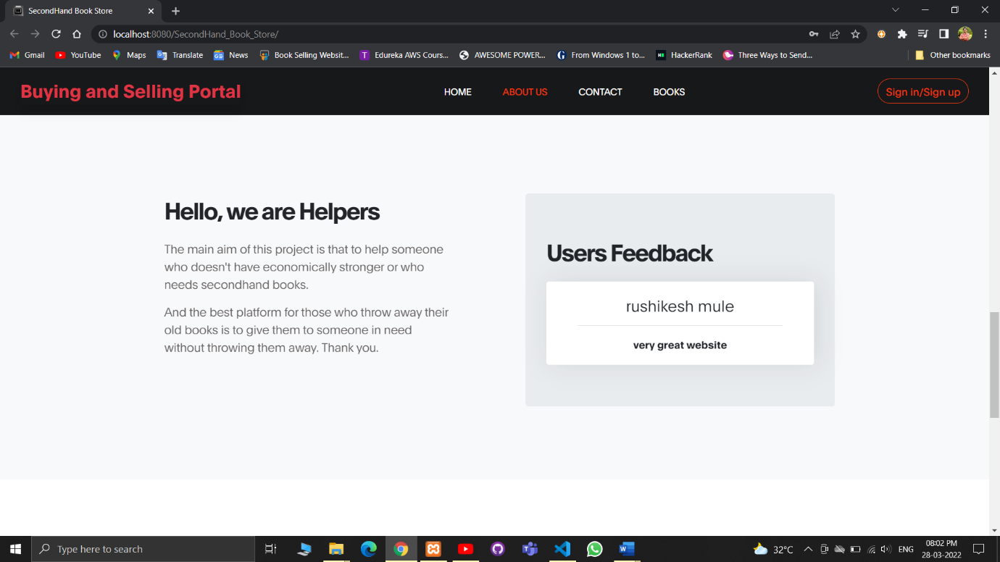 SecondHand Book Store
localhost:8080/SecondHand_Book_Store/
Gmail YouTube Maps Translate News Book Selling Websit... Edureka AWS Cours... AWESOME POWER... From Windows 1 to... HackerRank Three Ways to Send... Other bookmarks
Buying and Selling Portal HOME ABOUT US CONTACT BOOKS Sign in/Sign up
Hello, we are Helpers
The main aim of this project is that to help someone
who doesn't have economically stronger or who
needs secondhand books.
And the best platform for those who throw away their
old books is to give them to someone in need
without throwing them away. Thank you.
Users Feedback
rushikesh mule
very great website
Type here to search
32°C
ENG
08:02 PM
28-03-2022